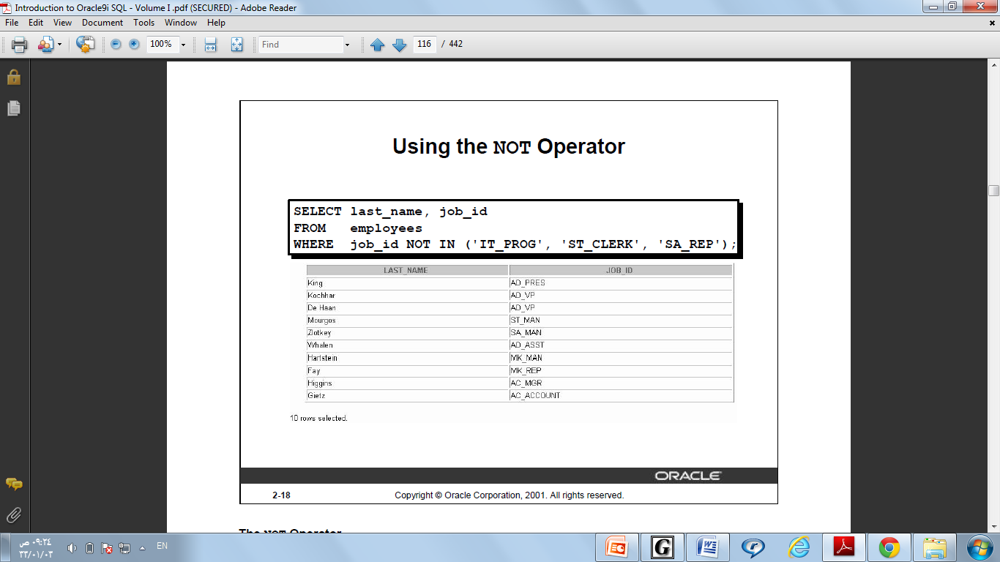 Introduction to Oracle9i SQL - Volume I .pdf (SECURED) - Adobe Reader
File Edit View Document Tools Window Help
100% Find 116 / 442
Using the NOT Operator
SELECT last_name, job_id
FROM employees
WHERE job_id NOT IN ('IT_PROG', 'ST_CLERK', 'SA_REP');
LAST_NAME JOB_ID
King AD_PRES
Kochhar AD_VP
De Haan AD_VP
Mourgos ST_MAN
Zlotkey SA_MAN
Whalen AD_ASST
Hartstein MK_MAN
Fay MK_REP
Higgins AC_MGR
Gietz AC_ACCOUNT
10 rows selected.
ORACLE
2-18 Copyright © Oracle Corporation, 2001. All rights reserved.
The NOT Operator
٠٩:٢٤ ص
٣٣/٠١/٠٣
EN